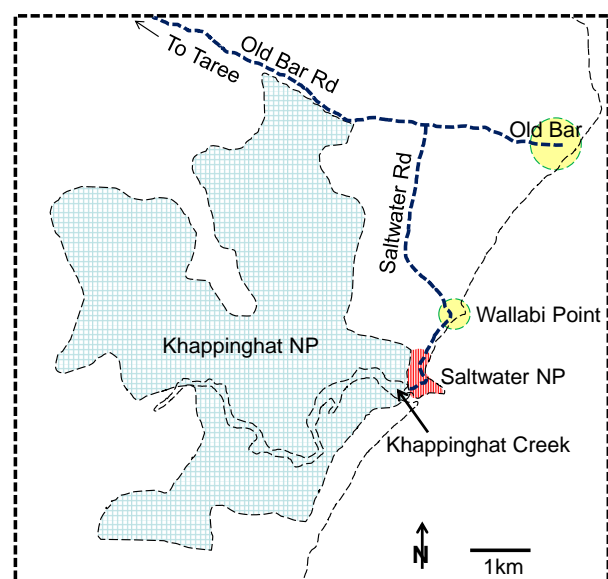 To Taree
Old Bar Rd
Old Bar
Saltwater Rd
Wallabi Point
Khappinghat NP
Saltwater NP
Khappinghat Creek
N
1km